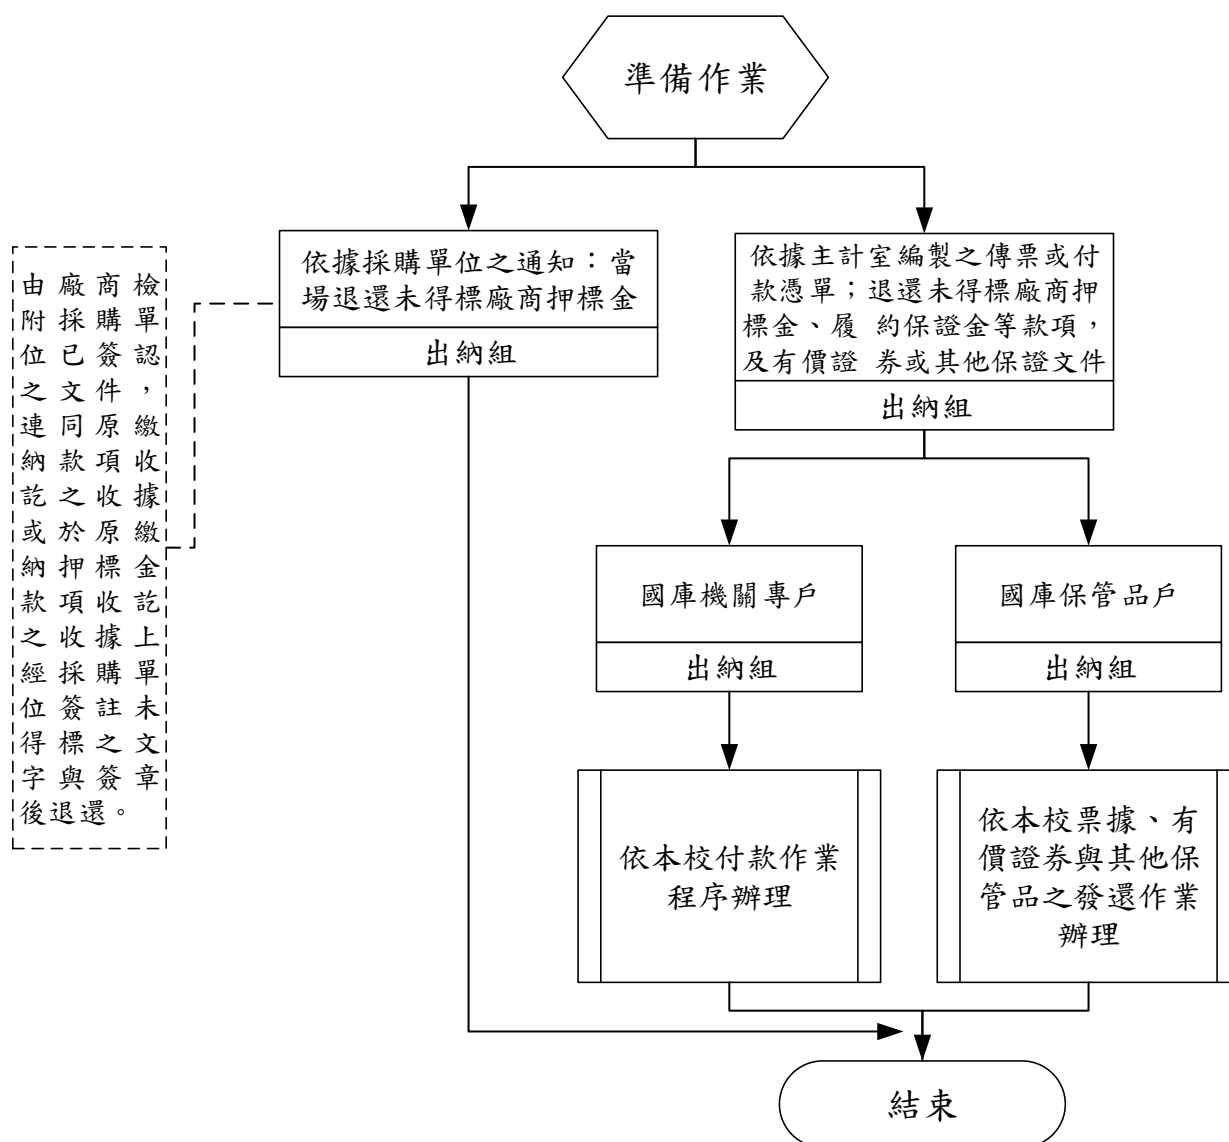 準備作業
依據採購單位之通知：當
場退還未得標廠商押標金
出納組
依據主計室編製之傳票或付
款憑單；退還未得標廠商押
標金、履 約保證金等款項，
及有價證 券或其他保證文件
出納組
由廠商檢
附採購單
位已簽認
之文件，
連同原繳
納款項收
訖之收據
或於原繳
納押標金
款項收訖
之收據上
經採購單
位簽註未
得標之文
字與簽章
後退還。
國庫機關專戶
出納組
國庫保管品戶
出納組
依本校付款作業
程序辦理
依本校票據、有
價證券與其他保
管品之發還作業
辦理
結束